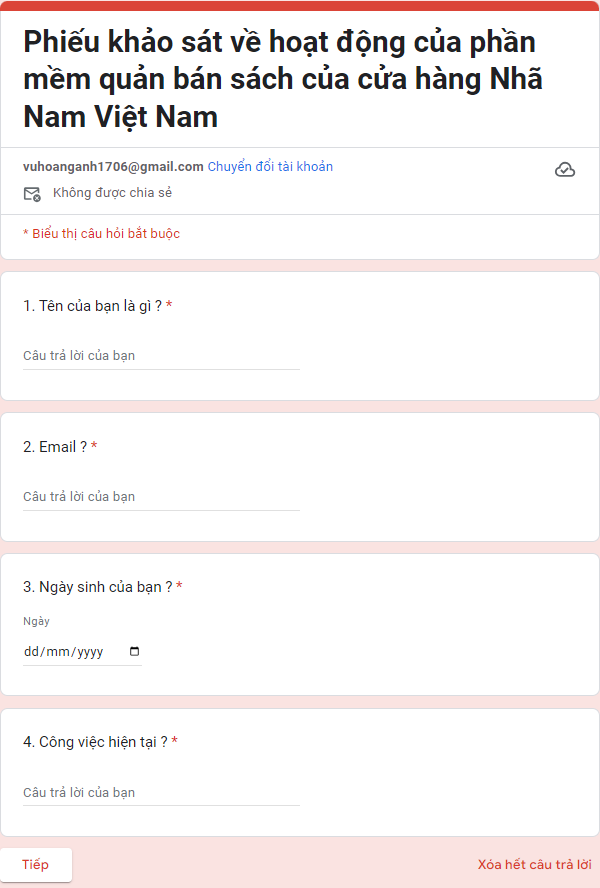 Phiếu khảo sát về hoạt động của phần
mềm quản bán sách của cửa hàng Nhã
Nam Việt Nam
vuhoanganh1706@gmail.com Chuyển đổi tài khoản
Không được chia sẻ
* Biểu thị câu hỏi bắt buộc
1. Tên của bạn là gì ? *
Câu trả lời của bạn
2. Email ? *
Câu trả lời của bạn
3. Ngày sinh của bạn ? *
Ngày
dd/mm/yyyy
4. Công việc hiện tại ? *
Câu trả lời của bạn
Tiếp
Xóa hết câu trả lời